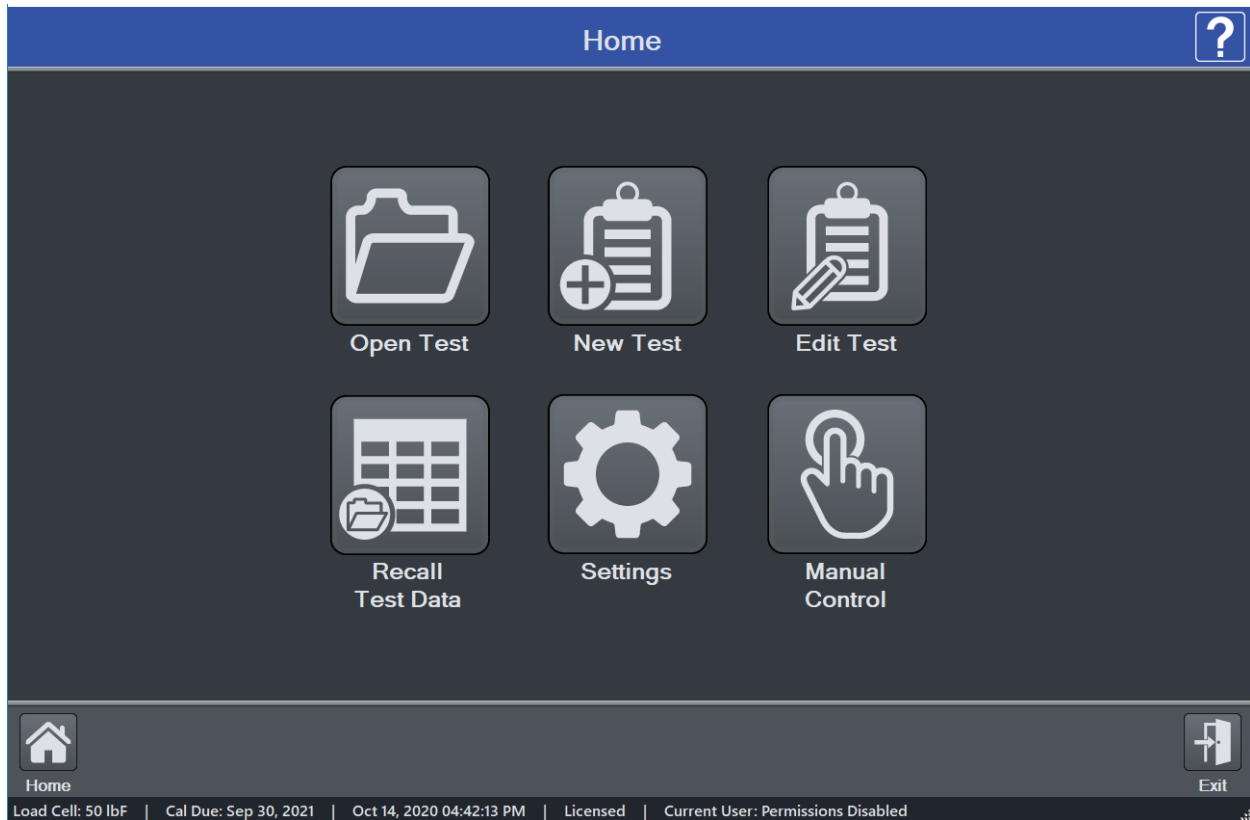 Home
?
Open Test
New Test
Edit Test
Recall
Test Data
Settings
Manual
Control
Home
Exit
Load Cell: 50 lbF | Cal Due: Sep 30, 2021 | Oct 14, 2020 04:42:13 PM | Licensed | Current User: Permissions Disabled